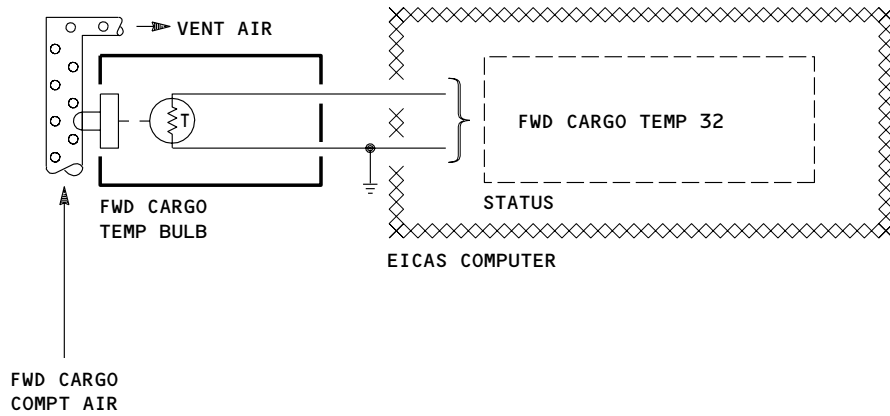 VENT AIR
T
FWD CARGO TEMP 32
FWD CARGO
TEMP BULB
STATUS
EICAS COMPUTER
FWD CARGO
COMPT AIR